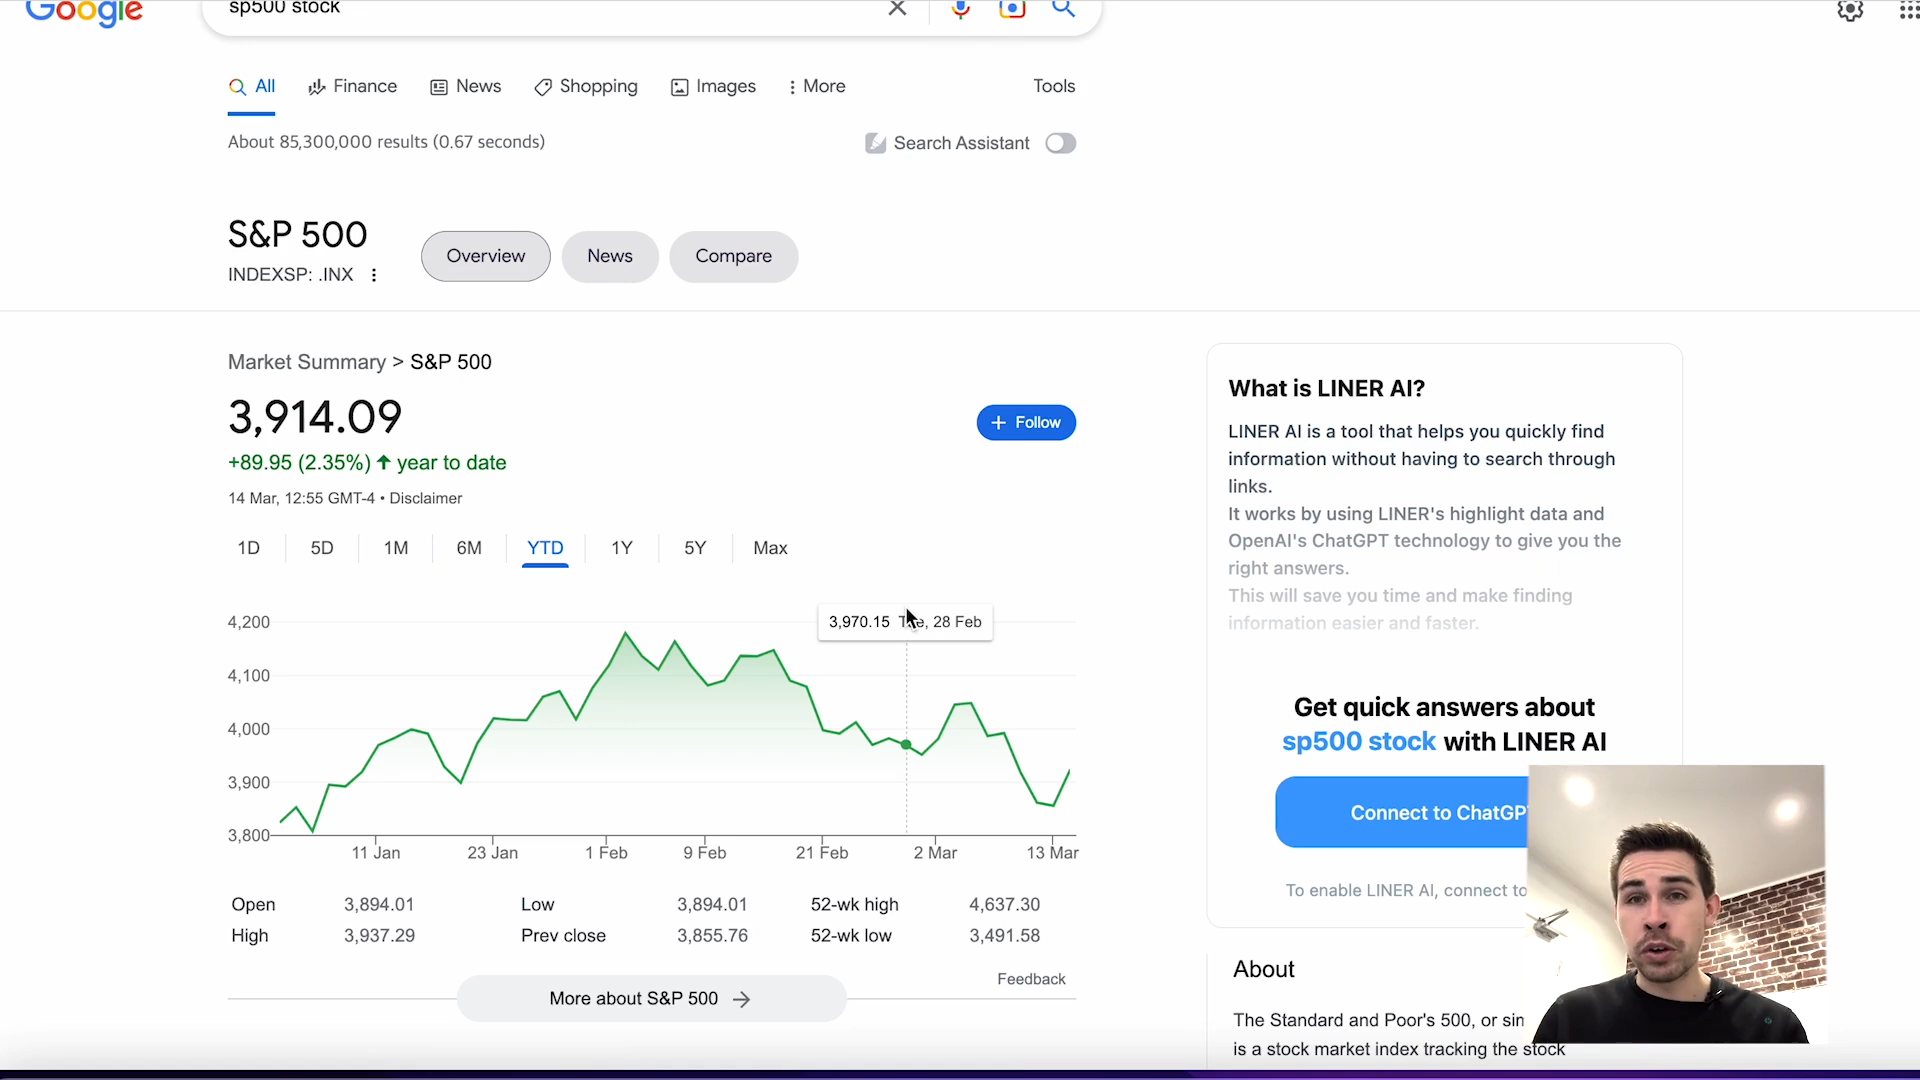 Google
sp500 stock
All
Finance
News
Shopping
Images
More
Tools
About 85,300,000 results (0.67 seconds)
Search Assistant
S&P 500
INDEXSP: .INX
Overview
News
Compare
Market Summary > S&P 500
3,914.09
+ Follow
+89.95 (2.35%) ↑ year to date
14 Mar, 12:55 GMT-4 • Disclaimer
1D
5D
1M
6M
YTD
1Y
5Y
Max
3,970.15 28 Feb
4,200
4,100
4,000
3,900
3,800
11 Jan
23 Jan
1 Feb
9 Feb
21 Feb
2 Mar
13 Mar
Open 3,894.01 Low 3,894.01 52-wk high 4,637.30
High 3,937.29 Prev close 3,855.76 52-wk low 3,491.58
Feedback
More about S&P 500 →
What is LINER AI?
LINER AI is a tool that helps you quickly find
information without having to search through
links.
It works by using LINER's highlight data and
OpenAI's ChatGPT technology to give you the
right answers.
This will save you time and make finding
information easier and faster.
Get quick answers about
sp500 stock with LINER AI
Connect to ChatGP
To enable LINER AI, connect to
About
The Standard and Poor's 500, or
is a stock market index tracking the stock